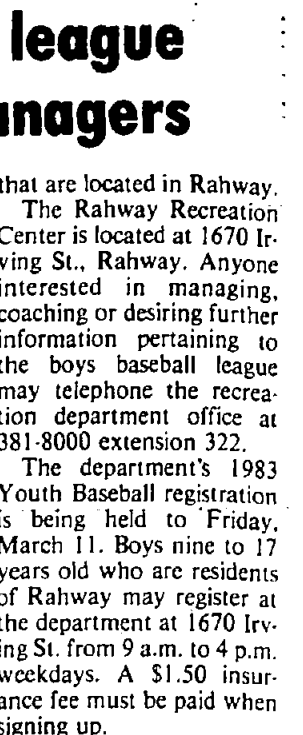 league
anagers
that are located in Rahway.
The Rahway Recreation
Center is located at 1670 Ir-
ving St., Rahway. Anyone
interested in managing,
coaching or desiring further
information pertaining to
the boys baseball league
may telephone the recrea-
tion department office at
381-8000 extension 322.
The department's 1983
Youth Baseball registration
is being held to Friday,
March 11. Boys nine to 17
years old who are residents
of Rahway may register at
the department at 1670 Irv-
ing St. from 9 a.m. to 4 p.m.
weekdays. A $1.50 insur-
ance fee must be paid when
signing up.